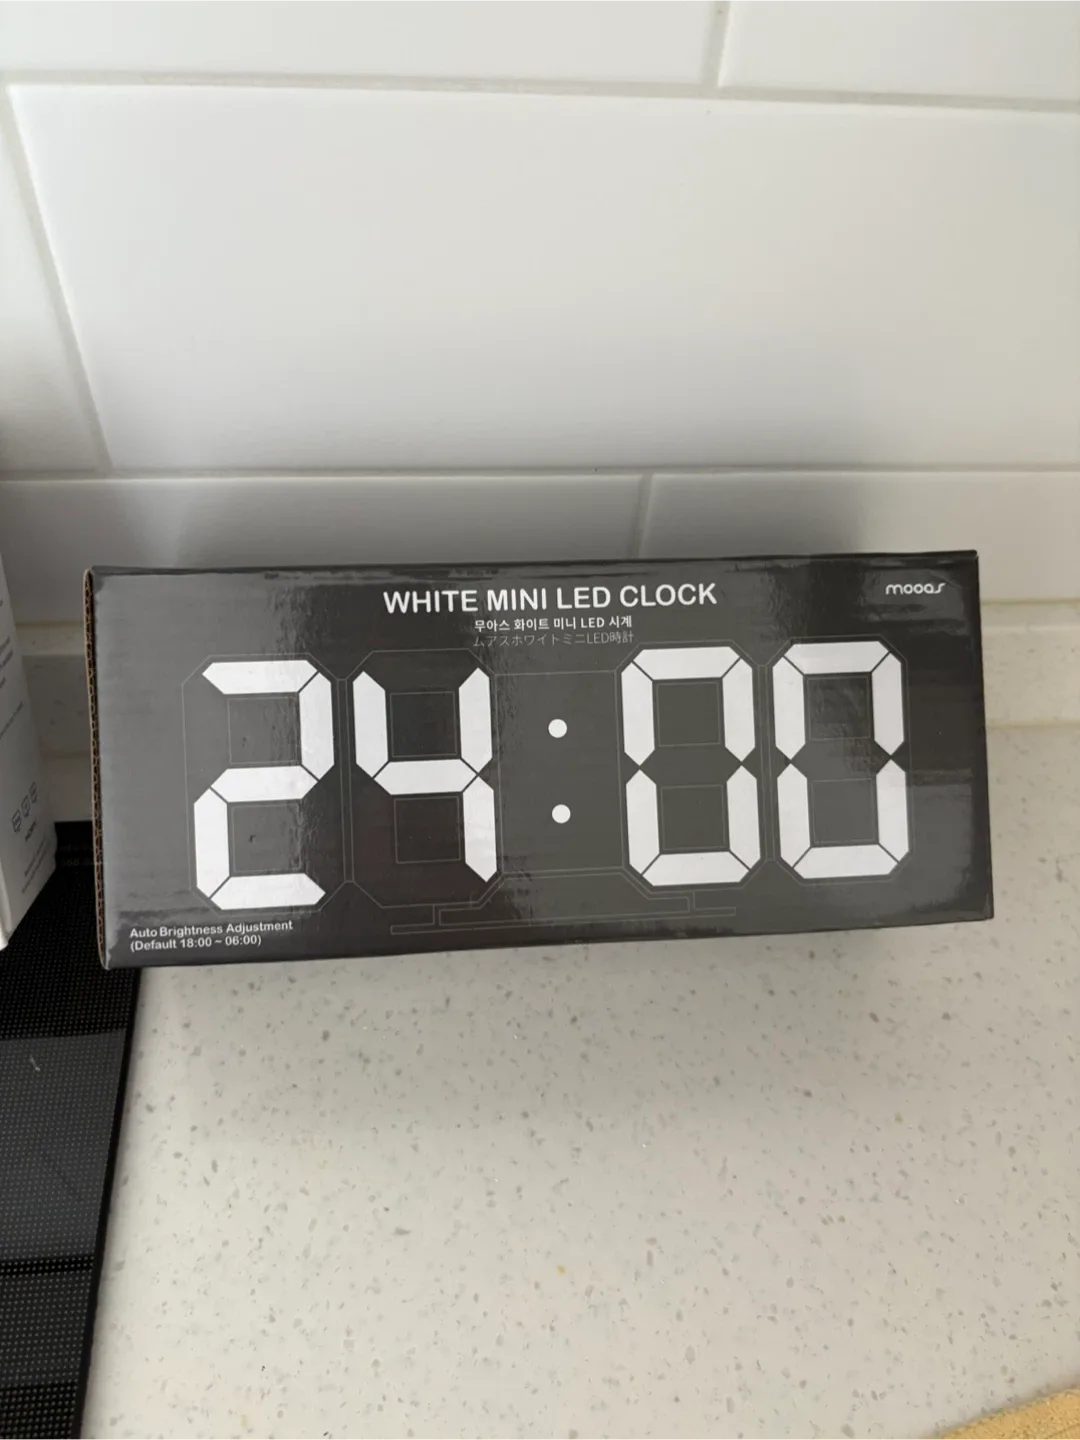 WHITE MINI LED CLOCK
mooas
무아스 화이트 미니 LED 시계
ムアスホワイトミニLED時計
24:00
Auto Brightness Adjustment
(Default 18:00 ~ 06:00)